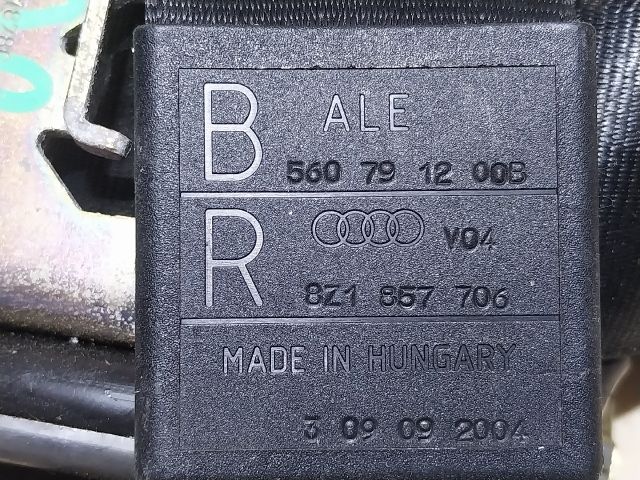 B ALE
560 79 12 00B
R V04
8Z1 857 706
MADE IN HUNGARY
3 09 09 2004